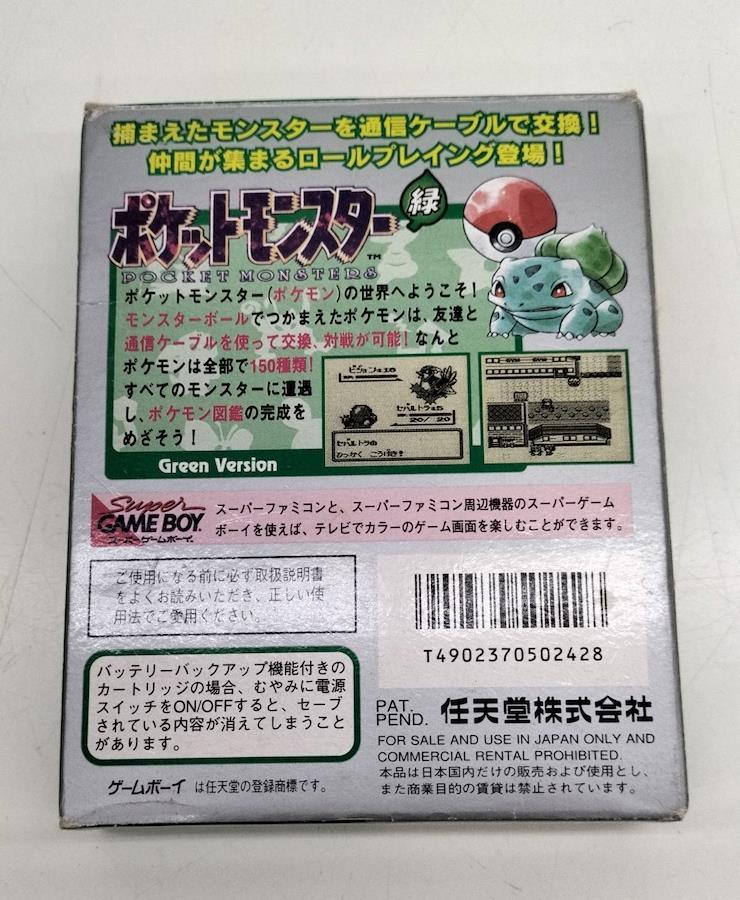 捕まえたモンスターを通信ケーブルで交換!
仲間が集まるロールプレイング登場!
ポケットモンスター 緑
TM
POCKET MONSTERS
ポケットモンスター(ポケモン)の世界へようこそ!
モンスターボールでつかまえたポケモンは、友達と
通信ケーブルを使って交換、対戦が可能! なんと
ポケモンは全部で150種類!
すべてのモンスターに遭遇
し、ポケモン図鑑の完成を
めざそう!
20/ 20
ひっかく こうげき!
Green Version
Super
GAME BOY
スーパーゲームボーイ
スーパーファミコンと、スーパーファミコン周辺機器のスーパーゲーム
ボーイを使えば、テレビでカラーのゲーム画面を楽しむことができます。
ご使用になる前に必ず取扱説明書
をよくお読みいただき、正しい使
用法でご愛用ください。
T4902370502428
バッテリーバックアップ機能付きの
カートリッジの場合、むやみに電源
スイッチをON/OFFすると、セーブ
されている内容が消えてしまうこと
があります。
PAT.
PEND. 任天堂株式会社
FOR SALE AND USE IN JAPAN ONLY AND
COMMERCIAL RENTAL PROHIBITED.
本品は日本国内だけの販売および使用とし、
また商業目的の賃貸は禁止されています。
ゲームボーイ は任天堂の登録商標です。